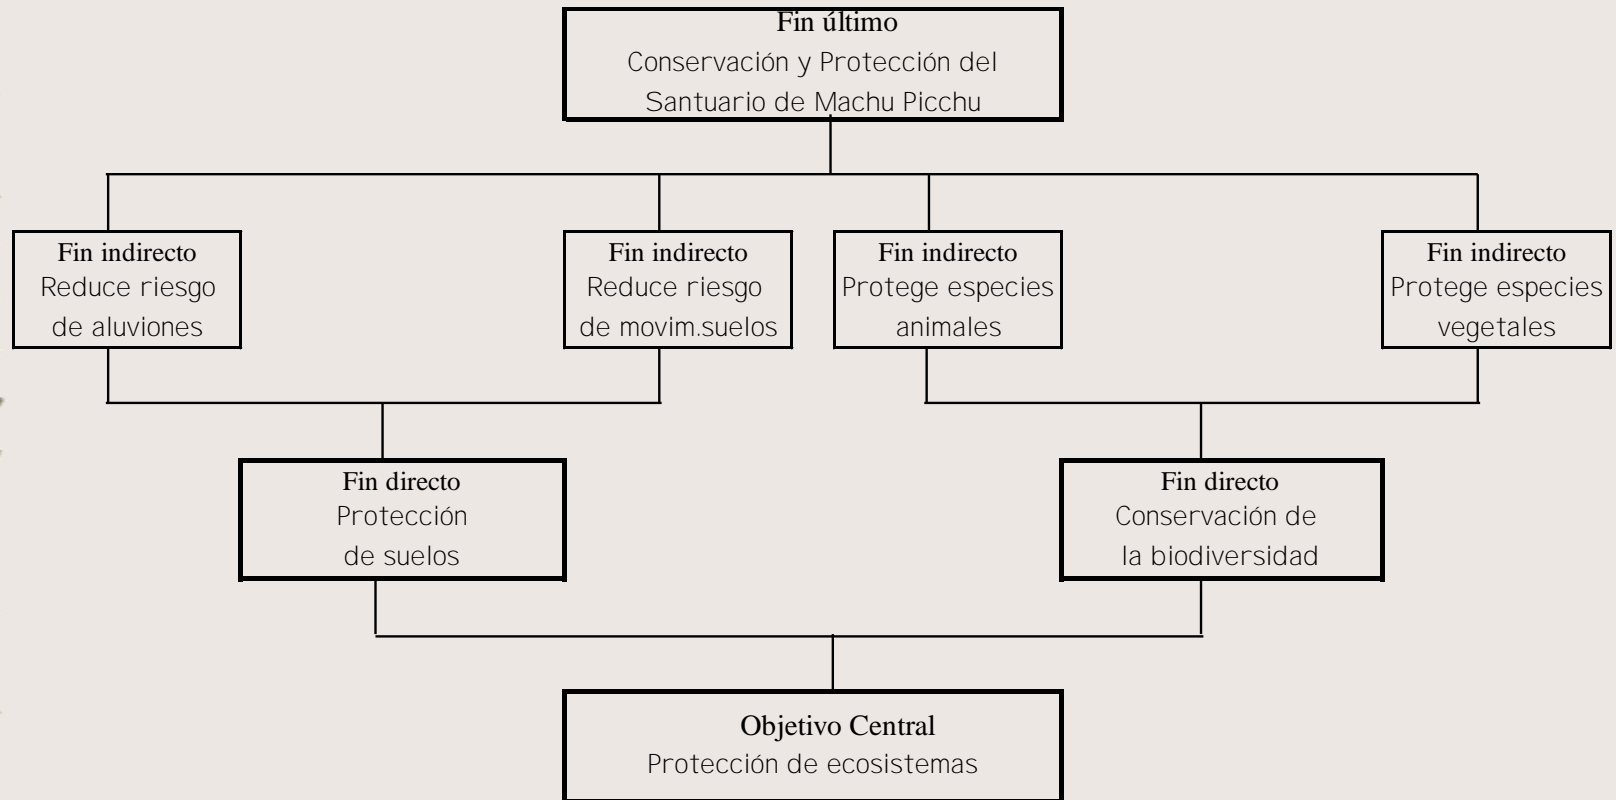 Fin último
Conservación y Protección del
Santuario de Machu Picchu
Fin indirecto
Reduce riesgo
de aluviones
Fin indirecto
Reduce riesgo
de movim.suelos
Fin indirecto
Protege especies
animales
Fin indirecto
Protege especies
vegetales
Fin directo
Protección
de suelos
Fin directo
Conservación de
la biodiversidad
Objetivo Central
Protección de ecosistemas